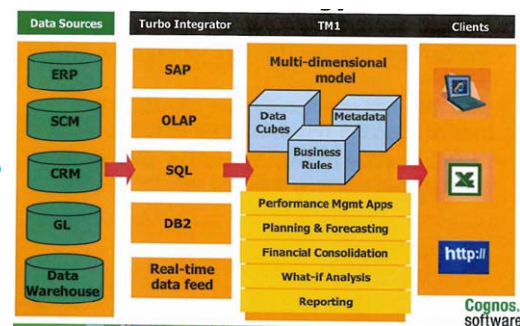 Data Sources
Turbo Integrator
TM1
Clients
ERP
SCM
CRM
GL
Data
Warehouse
SAP
OLAP
SQL
DB2
Real-time
data feed
Multi-dimensional
model
Data
Cubes
Metadata
Business
Rules
Performance Mgmt Apps
Planning & Forecasting
Financial Consolidation
What-if Analysis
Reporting
http://
Cognos.
software